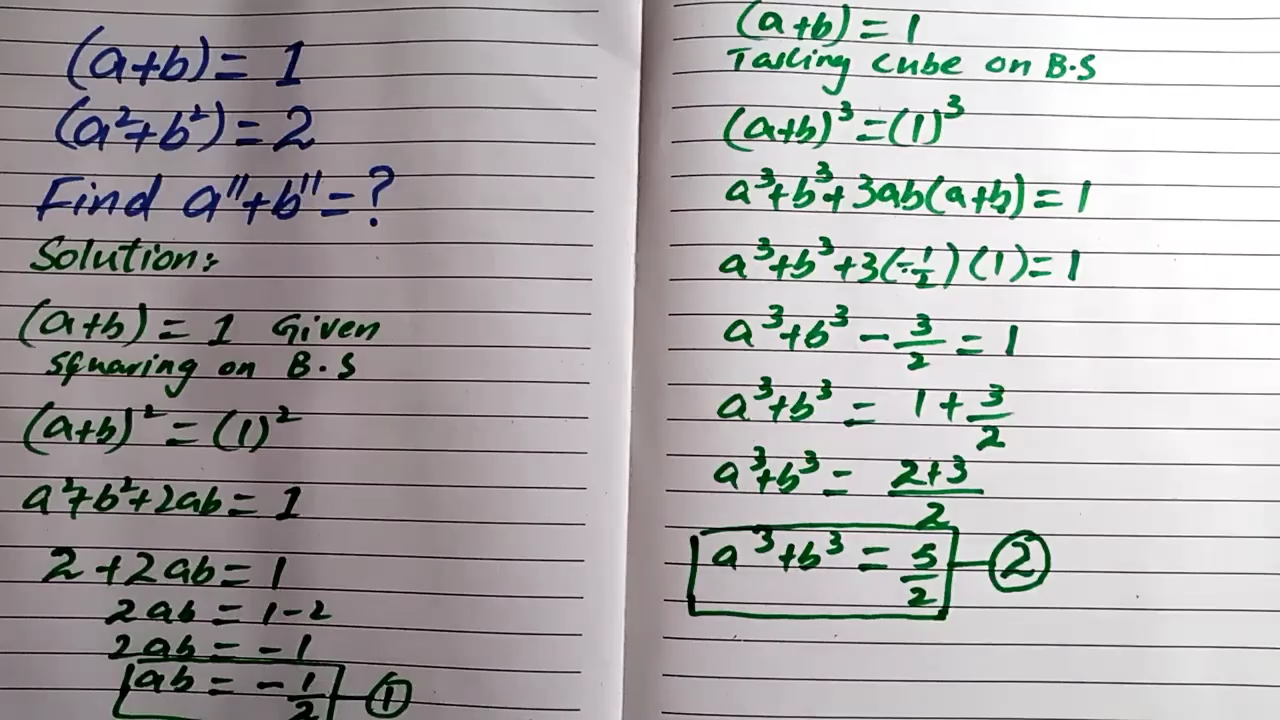 (a+b) = 1
(a²+b²) = 2
Find a¹¹+b¹¹ = ?
Solution:
(a+b) = 1 Given
squaring on B.S
(a+b)² = (1)²
a²+b²+2ab = 1
2+2ab = 1
2ab = 1-2
2ab = -1
ab = -1/2 —①
(a+b) = 1
Taking cube on B.S
(a+b)³ = (1)³
a³+b³+3ab(a+b) = 1
a³+b³+3(-1/2)(1) = 1
a³+b³ - 3/2 = 1
a³+b³ = 1 + 3/2
a³+b³ = 2+3/2
a³+b³ = 5/2 —②